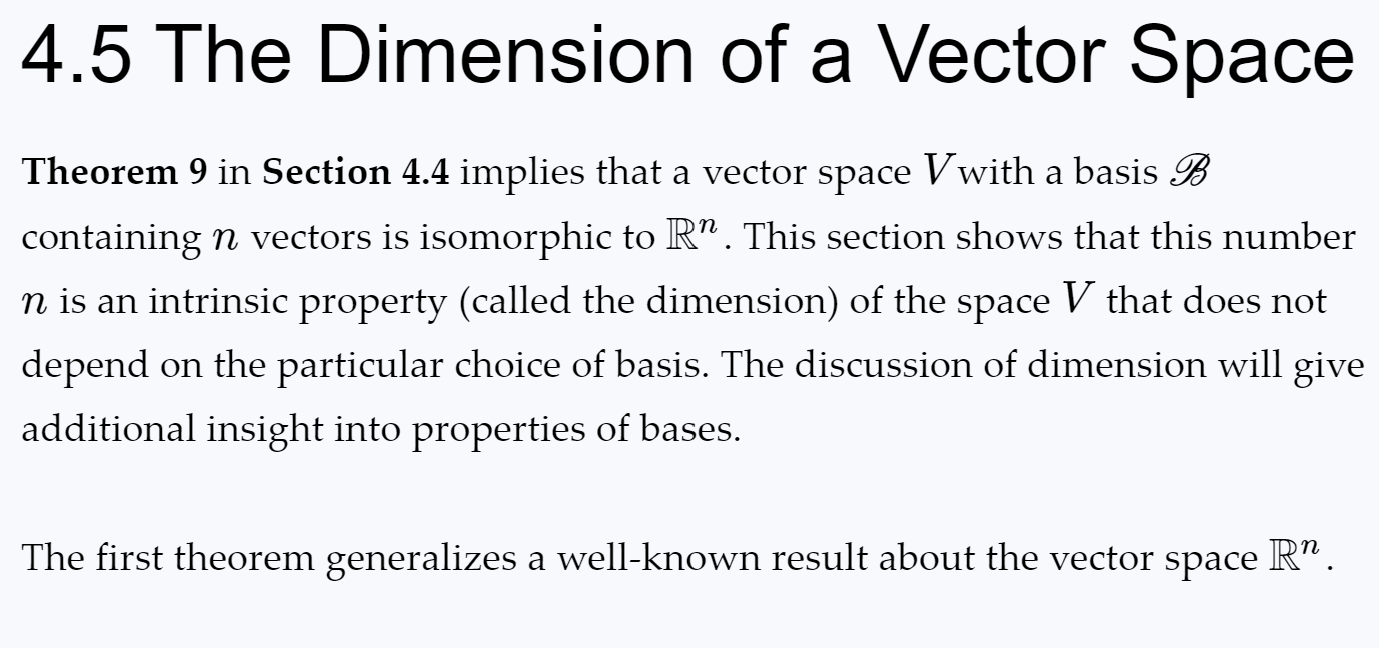 4.5 The Dimension of a Vector Space
Theorem 9 in Section 4.4 implies that a vector space V with a basis ℬ
containing n vectors is isomorphic to ℝⁿ. This section shows that this number
n is an intrinsic property (called the dimension) of the space V that does not
depend on the particular choice of basis. The discussion of dimension will give
additional insight into properties of bases.
The first theorem generalizes a well-known result about the vector space ℝⁿ.